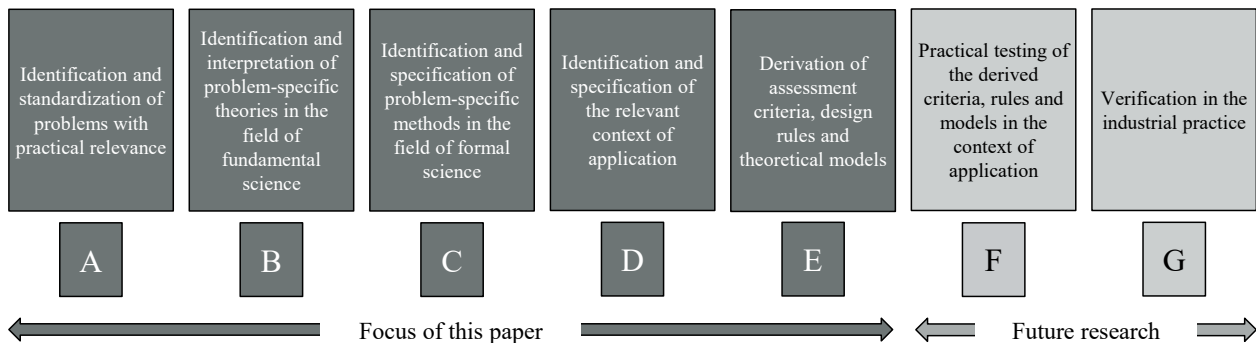 Identification and
standardization of
problems with
practical relevance
Identification and
interpretation of
problem-specific
theories in the
field of
fundamental
science
Identification and
specification of
problem-specific
methods in the
field of formal
science
Identification and
specification of
the relevant
context of
application
Derivation of
assessment
criteria, design
rules and
theoretical models
Practical testing of
the derived
criteria, rules and
models in the
context of
application
Verification in the
industrial practice
A
B
C
D
E
F
G
Focus of this paper
Future research